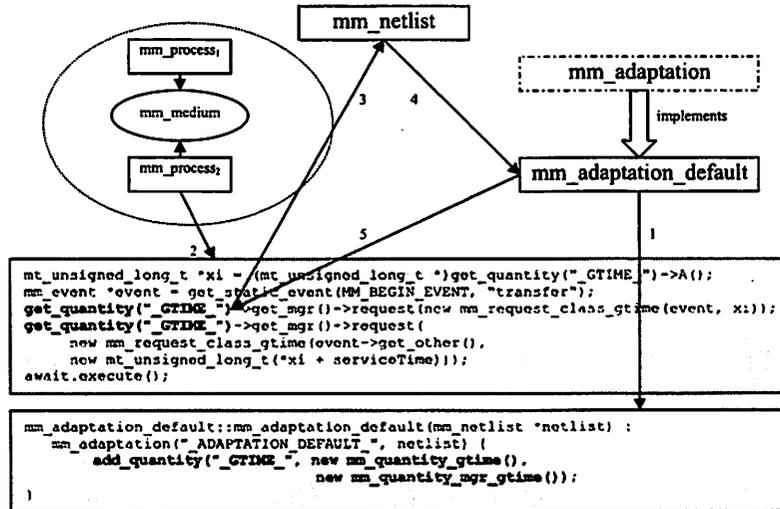 mm_netlist
mm_process1
mm_adaptation
mm_medium
3
4
implements
mm_process2
mm_adaptation_default
5
1
2
mt_unsigned_long_t *xi = (mt_unsigned_long_t *)get_quantity("_GTIME_")->A();
mm_event *event = get_static_event(MM_BEGIN_EVENT, "transfer");
get_quantity("_GTIME_")->get_mgr()->request(new mm_request_class_gtime(event, xi));
get_quantity("_GTIME_")->get_mgr()->request(
new mm_request_class_gtime(event->get_other(),
new mt_unsigned_long_t(*xi + serviceTime)));
await.execute();
mm_adaptation_default::mm_adaptation_default(mm_netlist *netlist) :
mm_adaptation("_ADAPTATION_DEFAULT_", netlist) {
add_quantity("_GTIME_", new mm_quantity_gtime(),
new mm_quantity_mgr_gtime());
}